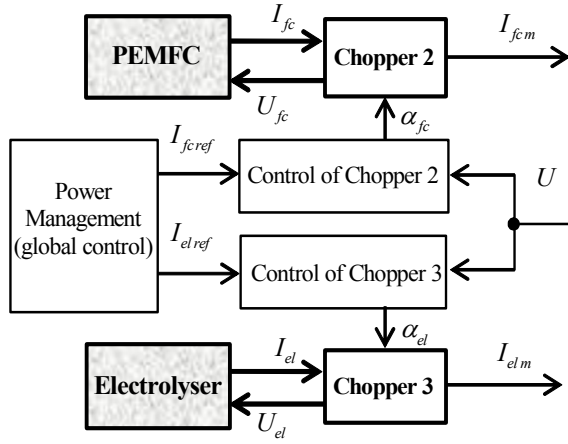 I_fc
I_fcm
PEMFC
Chopper 2
U_fc
α_fc
I_fcref
Control of Chopper 2
U
Power
Management
(global control)
I_elref
Control of Chopper 3
α_el
I_el
I_elm
Electrolyser
Chopper 3
U_el